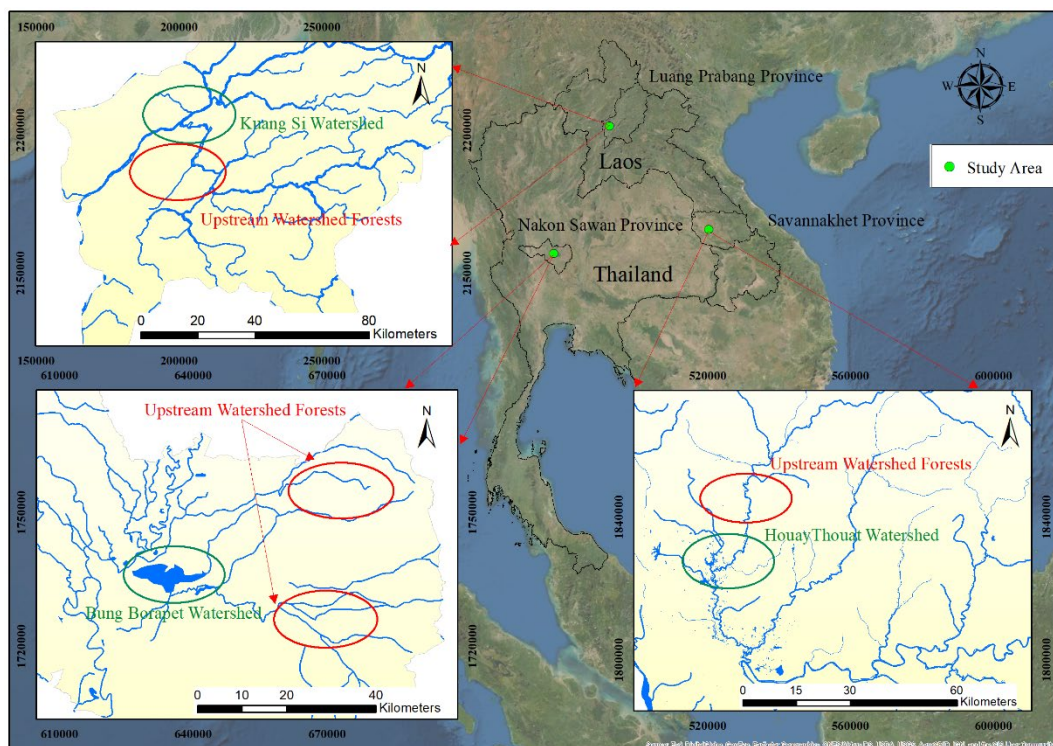 150000 200000 250000
N
Kuang Si Watershed
Upstream Watershed Forests
2200000
2150000
0 20 40 80
Kilometers
150000 200000 250000
Luang Prabang Province
Laos
Nakon Sawan Province
Savannakhet Province
Thailand
N
W E
S
Study Area
610000 640000 670000
Upstream Watershed Forests
N
Bung Borapet Watershed
1750000
1720000
1750000
1720000
0 10 20 40
Kilometers
610000 640000 670000
520000 560000 600000
N
Upstream Watershed Forests
HouayThouat Watershed
1840000
1800000
1840000
1800000
0 15 30 60
Kilometers
520000 560000 600000
2200000
2150000